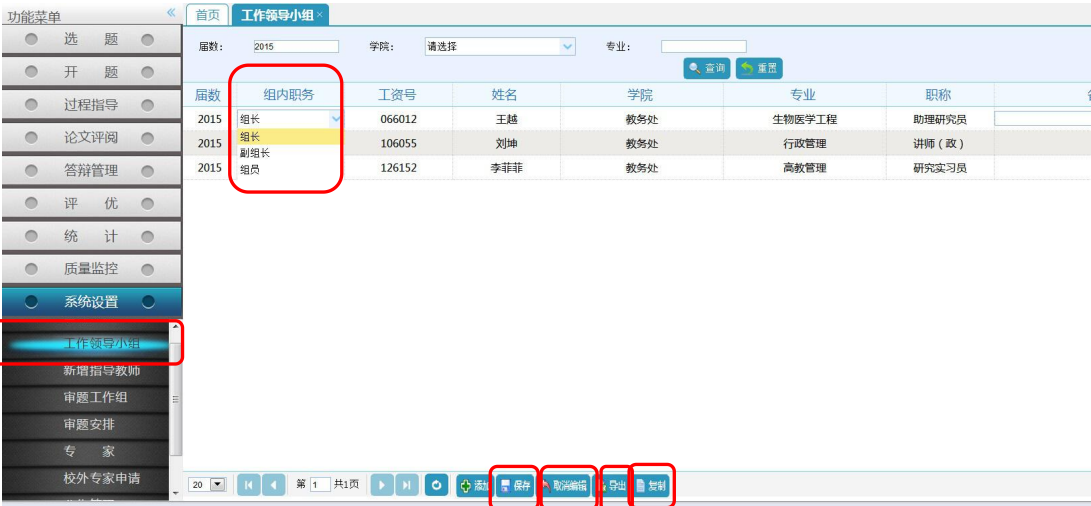 功能菜单 « 首页 工作领导小组 ×
选 题
开 题
过程指导
论文评阅
答辩管理
评 优
统 计
质量监控
系统设置
工作领导小组
新增指导教师
审题工作组
审题安排
专 家
校外专家申请
届数: 2015 学院: 请选择 专业:
查询 重置
届数 组内职务 工资号 姓名 学院 专业 职称
2015 组长 066012 王越 教务处 生物医学工程 助理研究员
2015 组长 106055 刘坤 教务处 行政管理 讲师(政)
副组长
2015 组员 126152 李菲菲 教务处 高教管理 研究实习员
20 第 1 共1页 添加 保存 取消编辑 导出 复制